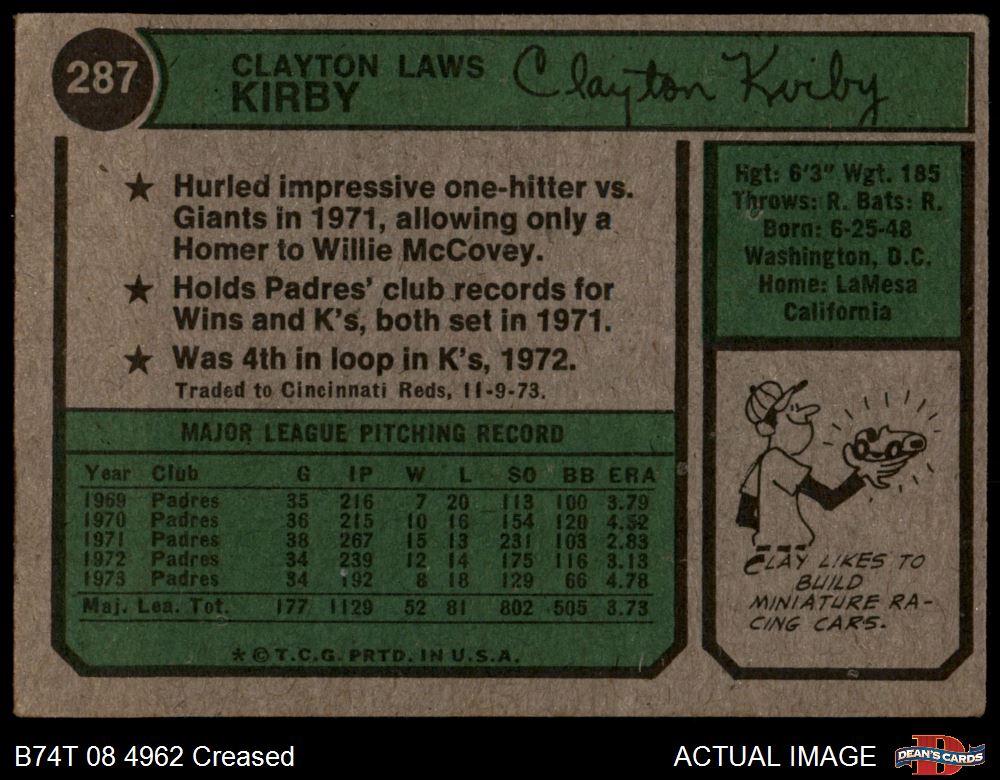 287
CLAYTON LAWS
KIRBY
Clayton Kirby
★ Hurled impressive one-hitter vs.
Giants in 1971, allowing only a
Homer to Willie McCovey.
★ Holds Padres' club records for
Wins and K's, both set in 1971.
★ Was 4th in loop in K's, 1972.
Traded to Cincinnati Reds, 11-9-73.
MAJOR LEAGUE PITCHING RECORD
Year Club G IP W L SO BB ERA
1969 Padres 35 216 7 20 113 100 3.79
1970 Padres 36 215 10 16 154 120 4.52
1971 Padres 38 267 15 13 231 103 2.83
1972 Padres 34 239 12 14 175 116 3.13
1973 Padres 34 192 8 18 129 66 4.78
Maj. Lea. Tot. 177 1129 52 81 802 505 3.73
* © T.C.G. PRTD. IN U.S.A.
Hgt: 6'3" Wgt. 185
Throws: R. Bats: R.
Born: 6-25-48
Washington, D.C.
Home: LaMesa
California
CLAY LIKES TO
BUILD
MINIATURE RA-
CING CARS.
B74T 08 4962 Creased
ACTUAL IMAGE
DEAN'S CARDS